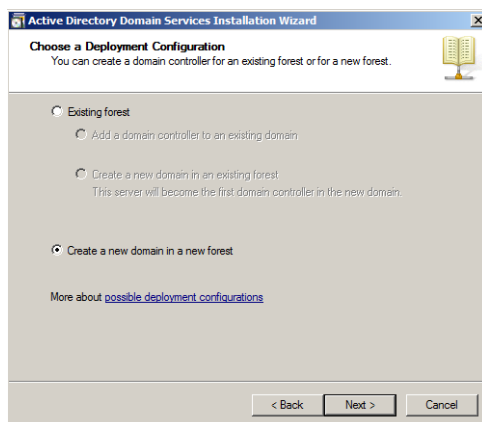 Active Directory Domain Services Installation Wizard
Choose a Deployment Configuration
You can create a domain controller for an existing forest or for a new forest.
Existing forest
Add a domain controller to an existing domain
Create a new domain in an existing forest
This server will become the first domain controller in the new domain.
Create a new domain in a new forest
More about possible deployment configurations
< Back Next > Cancel